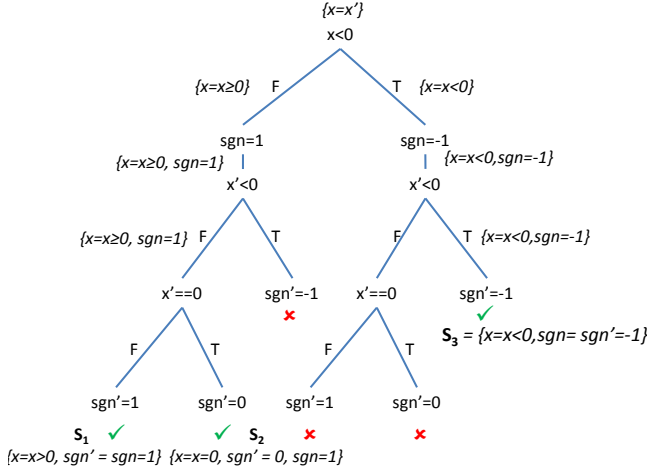 {x=x’}
x<0
{x=x≥0} F T {x=x<0}
sgn=1 sgn=-1
{x=x≥0, sgn=1} {x=x<0,sgn=-1}
x’<0 x’<0
{x=x≥0, sgn=1} F T F T {x=x<0,sgn=-1}
x’==0 sgn’=-1 x’==0 sgn’=-1
✘ ✓
S₃ = {x=x<0,sgn= sgn’=-1}
F T F T
sgn’=1 sgn’=0 sgn’=1 sgn’=0
S₁ ✓ ✓ S₂ ✘ ✘
{x=x>0, sgn’ = sgn=1} {x=x=0, sgn’ = 0, sgn=1}